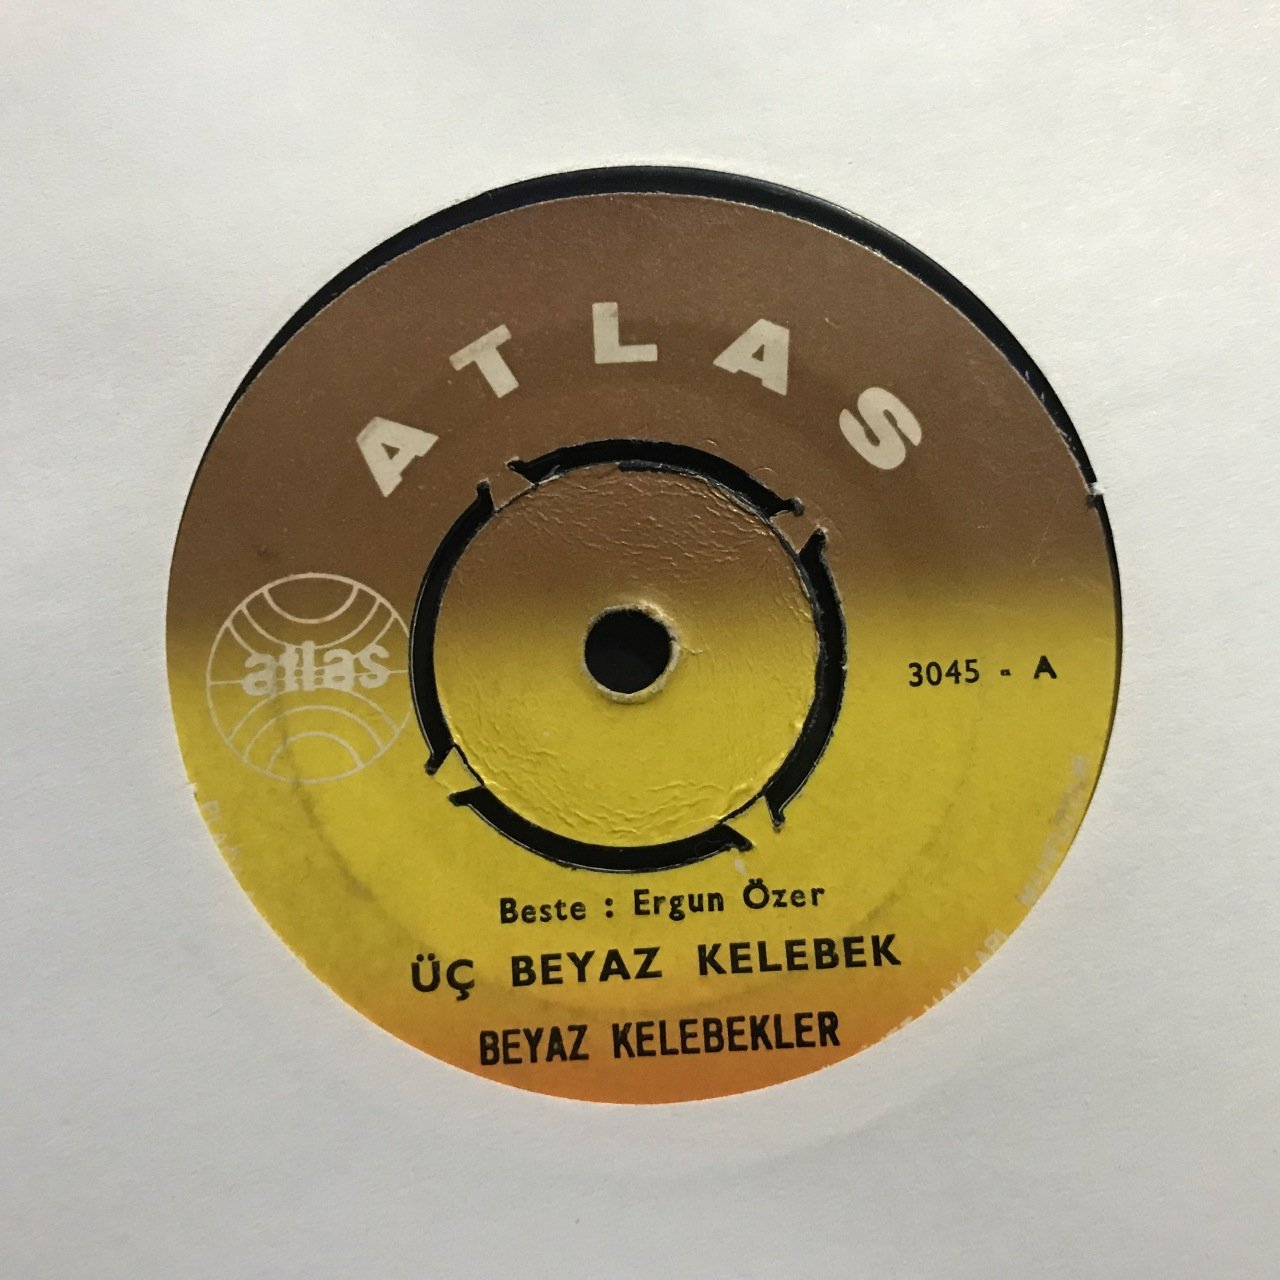 ATLAS
atlas
3045 - A
Beste : Ergun Özer
ÜÇ BEYAZ KELEBEK
BEYAZ KELEBEKLER